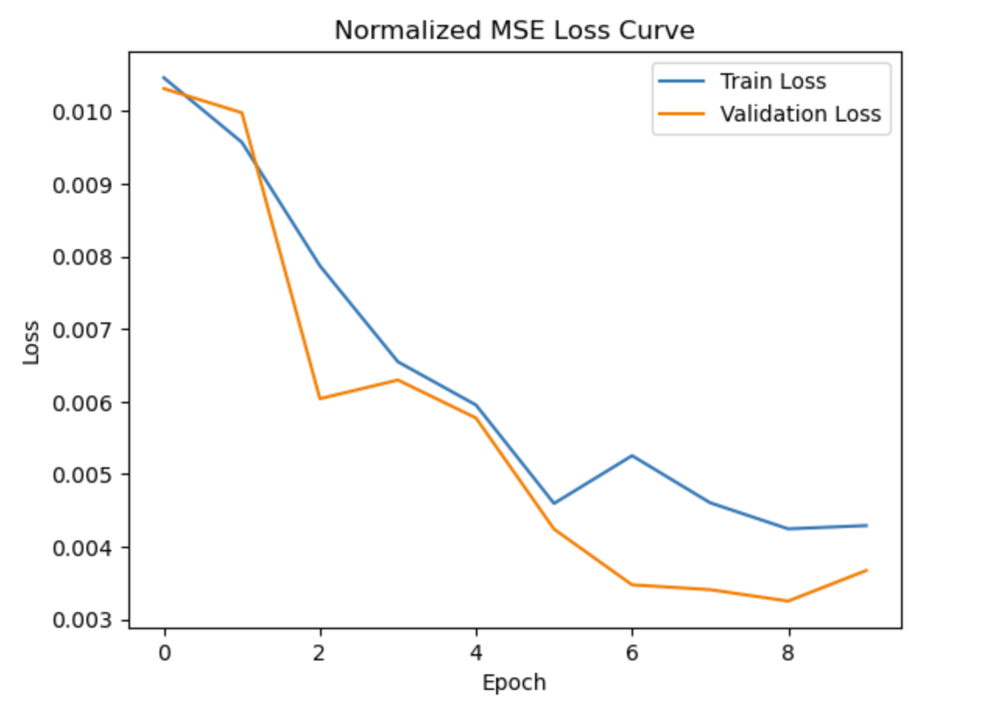 Normalized MSE Loss Curve
Train Loss
Validation Loss
0.010
0.009
0.008
0.007
0.006
0.005
0.004
0.003
Loss
0 2 4 6 8
Epoch